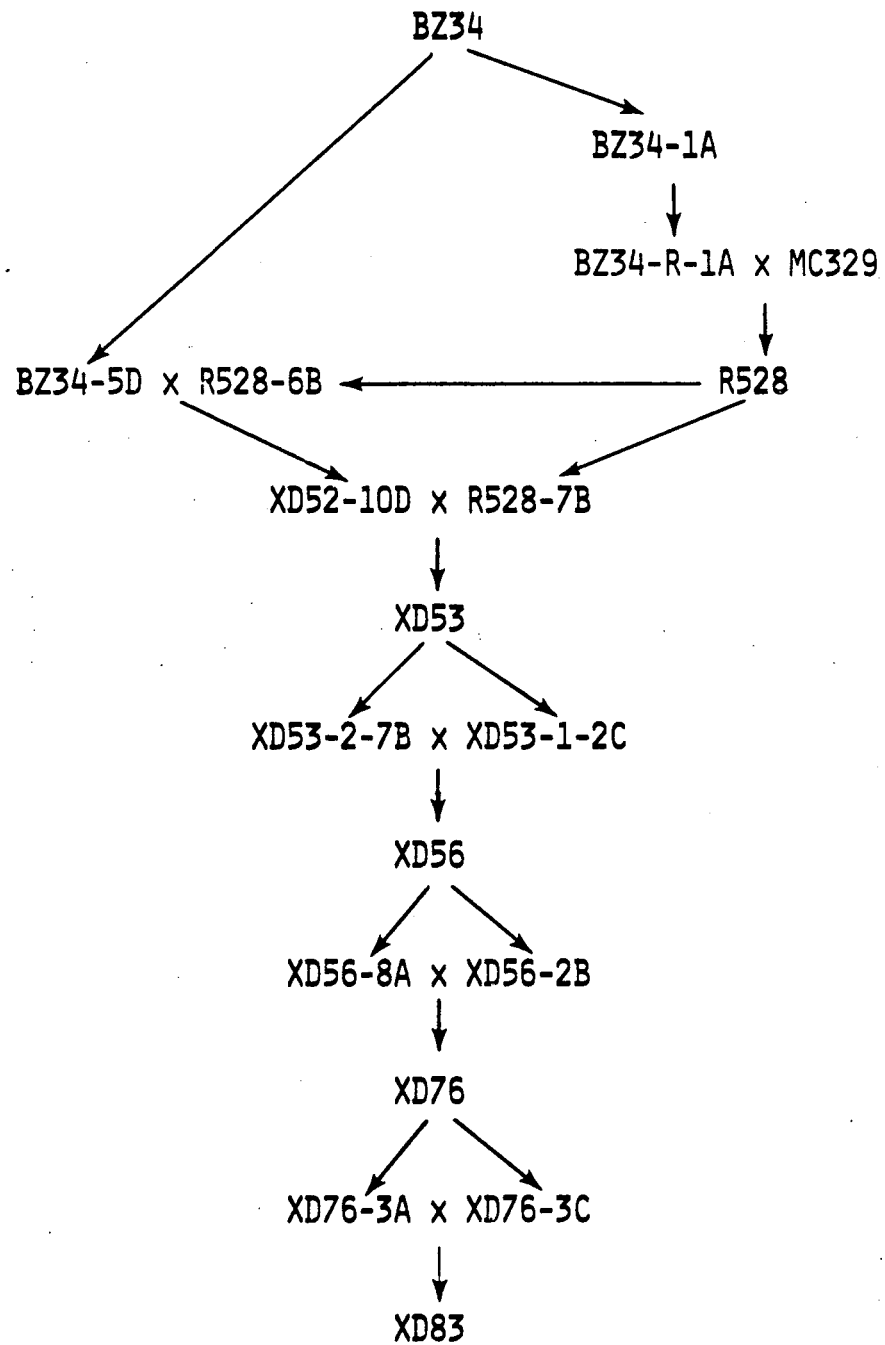 BZ34
BZ34-1A
BZ34-R-1A x MC329
BZ34-5D x R528-6B
R528
XD52-10D x R528-7B
XD53
XD53-2-7B x XD53-1-2C
XD56
XD56-8A x XD56-2B
XD76
XD76-3A x XD76-3C
XD83